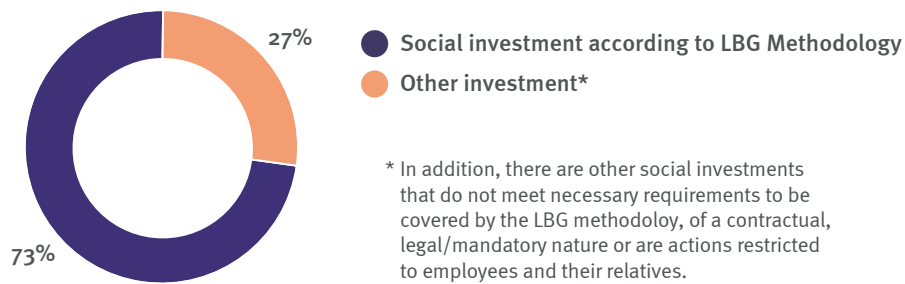 27%
73%
Social investment according to LBG Methodology
Other investment*
* In addition, there are other social investments
that do not meet necessary requirements to be
covered by the LBG methodoloy, of a contractual,
legal/mandatory nature or are actions restricted
to employees and their relatives.